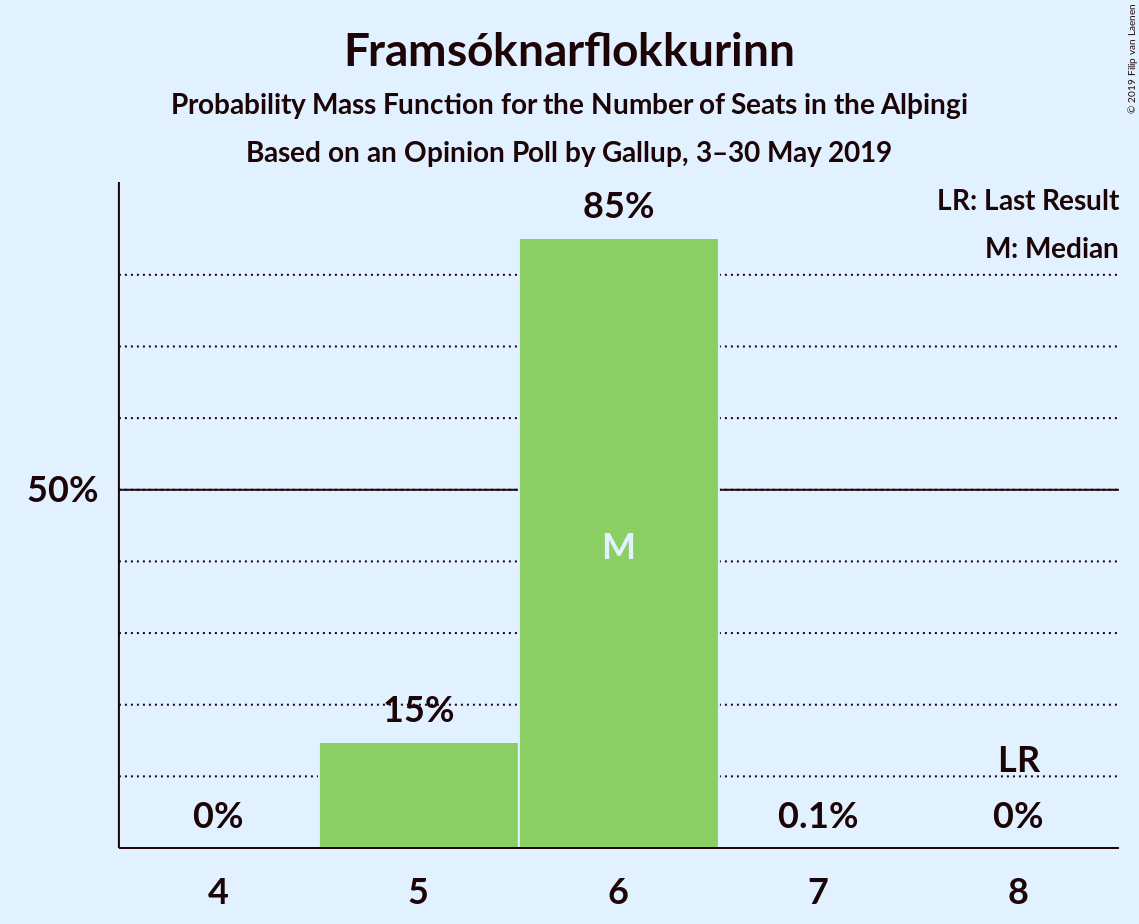 Framsóknarflokkurinn
Probability Mass Function for the Number of Seats in the Alþingi
Based on an Opinion Poll by Gallup, 3–30 May 2019
© 2019 Filip van Laenen
LR: Last Result
M: Median
85%
50%
M
15%
LR
0%
0.1%
0%
4
5
6
7
8